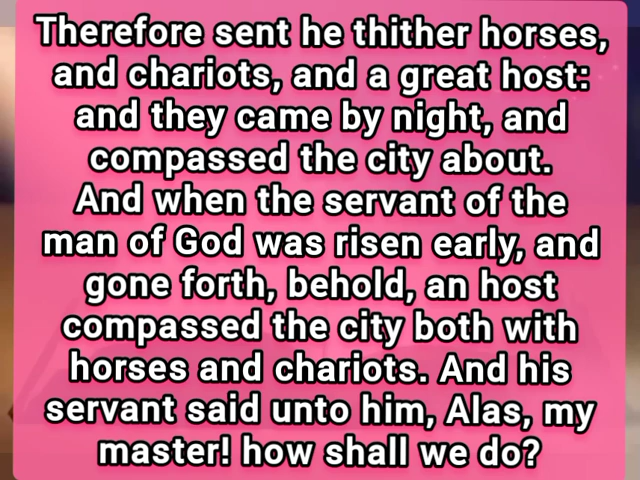 Therefore sent he thither horses,
and chariots, and a great host:
and they came by night, and
compassed the city about.
And when the servant of the
man of God was risen early, and
gone forth, behold, an host
compassed the city both with
horses and chariots. And his
servant said unto him, Alas, my
master! how shall we do?